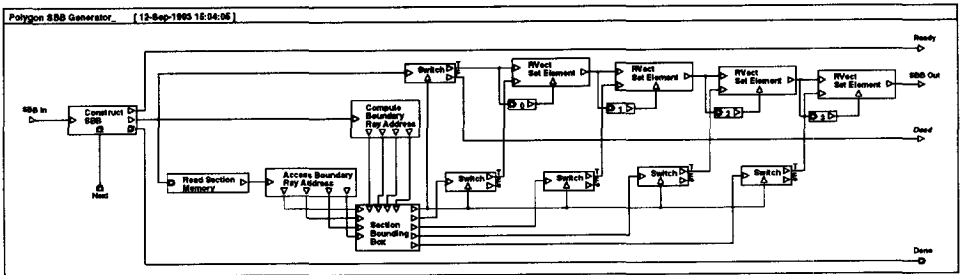 Polygon SBB Generator_ [ 12-Sep-1993 15:04:05 ]
Ready
Switch
T
F
RVect
Set Element
RVect
Set Element
RVect
Set Element
RVect
Set Element
SBB Out
0
1
2
3
SBB In
Construct
SBB
Compute
Boundary
Ray Address
Dead
Read Section
Memory
Access Boundary
Ray Address
Switch
T
F
Switch
T
F
Switch
T
F
Switch
T
F
Next
Section
Bounding
Box
Done